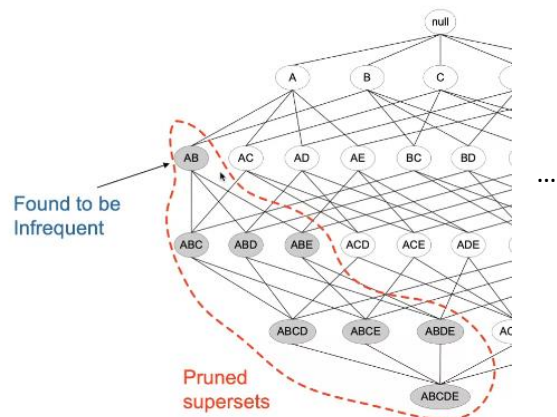 null
A B C
AB AC AD AE BC BD
...
Found to be
Infrequent
ABC ABD ABE ACD ACE ADE
ABCD ABCE ABDE
Pruned
supersets
ABCDE